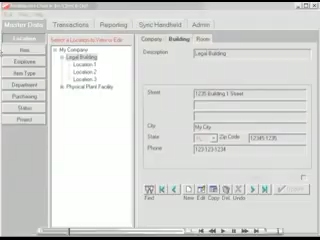 Master Data Transactions Reporting Sync Handheld Admin
Location
Item
Employee
Item Type
Department
Purchasing
Status
Project
Select a Location to View or Edit
My Company
Legal Building
Location 1
Location 2
Location 3
Physical Plant Facility
Company Building Room
Description Legal Building
Street 1235 Building 1 Street
City My City
State Zip Code 12345-1235
Phone 123-123-1234
Find New Edit Copy Del. Undo